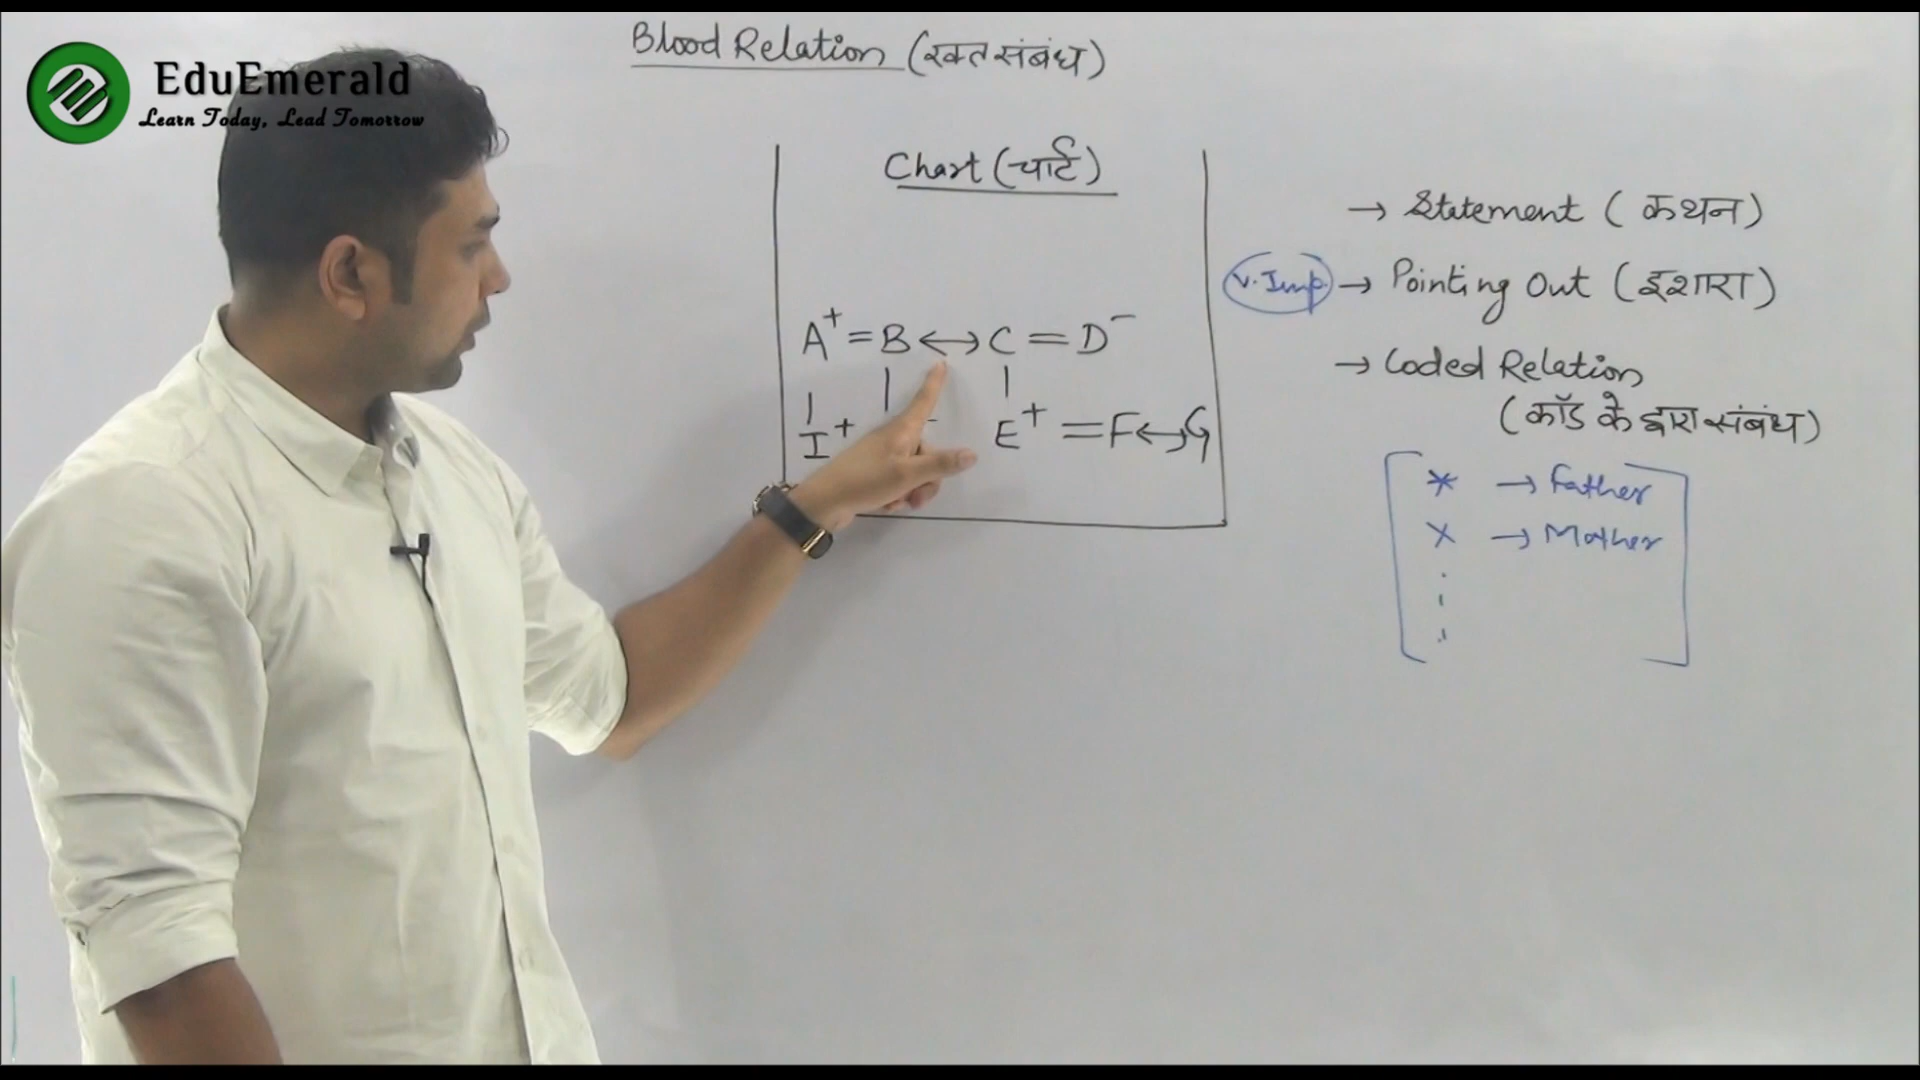 EduEmerald
Learn Today, Lead Tomorrow
Blood Relation (रक्त संबंध)
Chart (चार्ट)
A+ = B ↔ C = D-
I+ E+ = F ↔ G
→ Statement (कथन)
V. Imp. → Pointing Out (इशारा)
→ Coded Relation
(कॉड के द्वारा संबंध)
* → Father
× → Mother